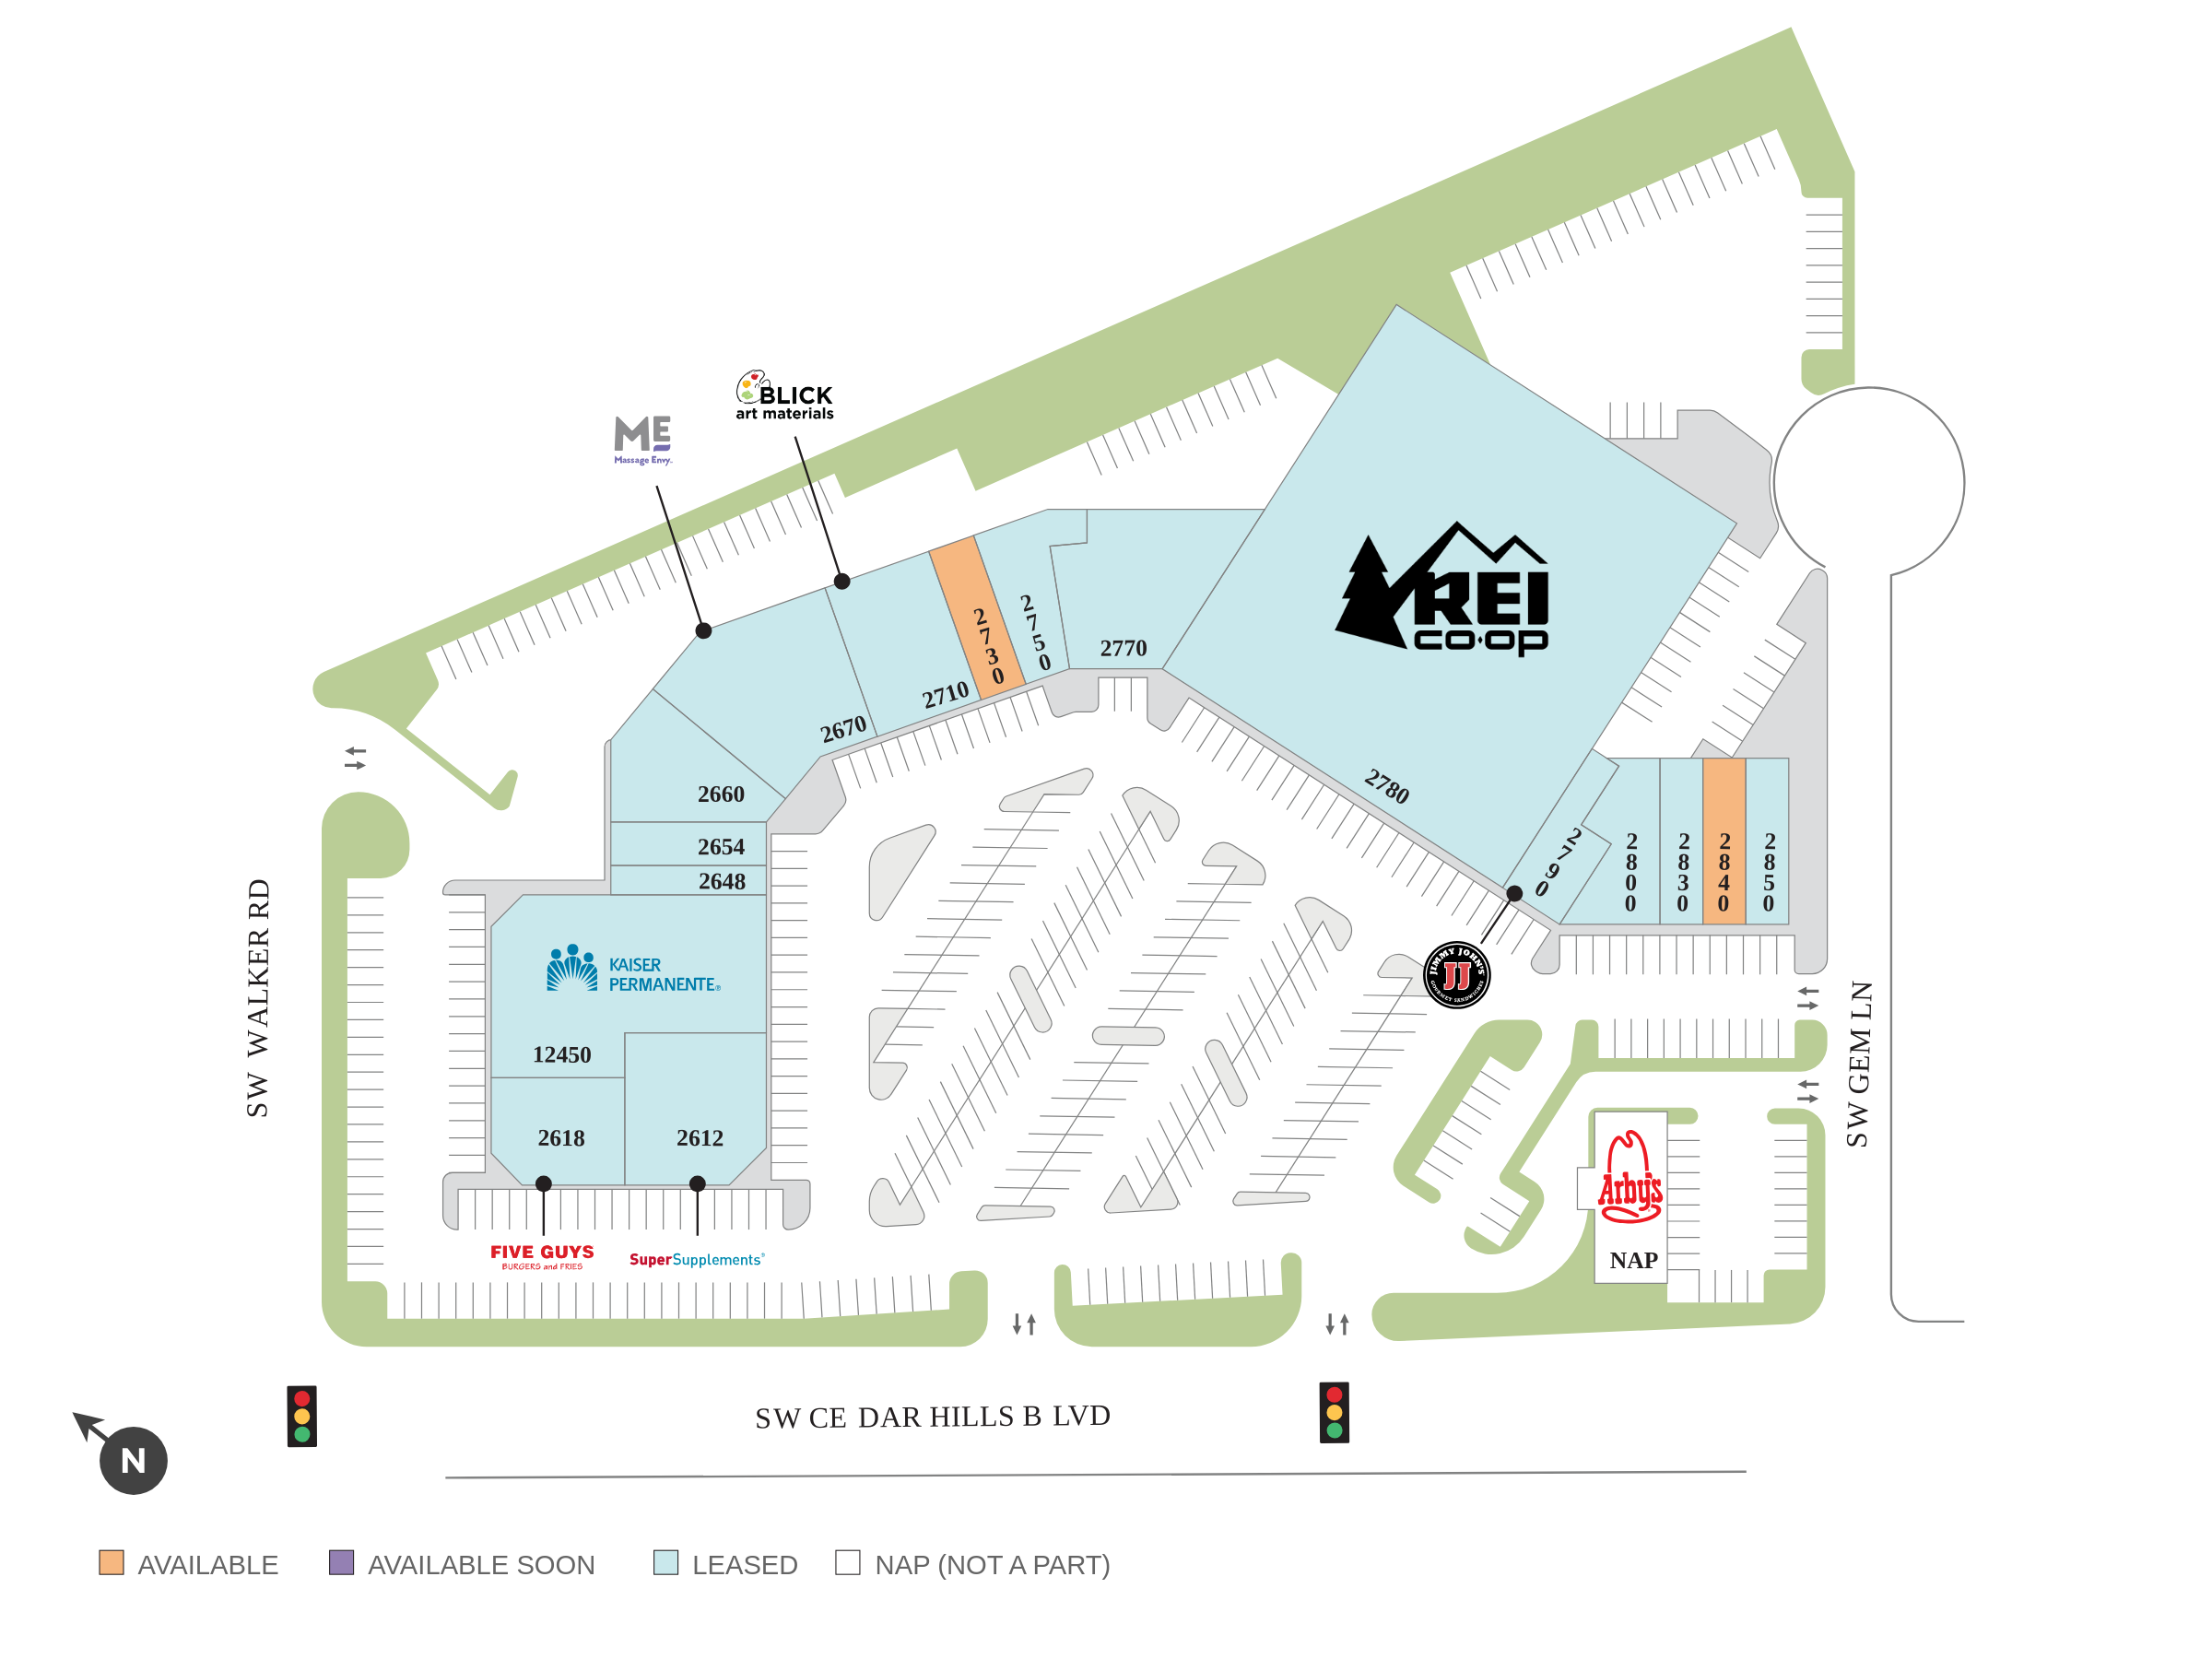 BLICK
art materials
ME
Massage Envy
REI
CO·OP
2730
2750
2770
2710
2670
2660
2654
2648
2780
2790
2800
2830
2840
2850
KAISER
PERMANENTE®
12450
2618
2612
JIMMY JOHN'S
JJ
GOURMET SANDWICHES
Arby's
NAP
FIVE GUYS
BURGERS and FRIES
SuperSupplements®
SW WALKER RD
SW GEM LN
SW CE DAR HILLS B LVD
N
AVAILABLE
AVAILABLE SOON
LEASED
NAP (NOT A PART)